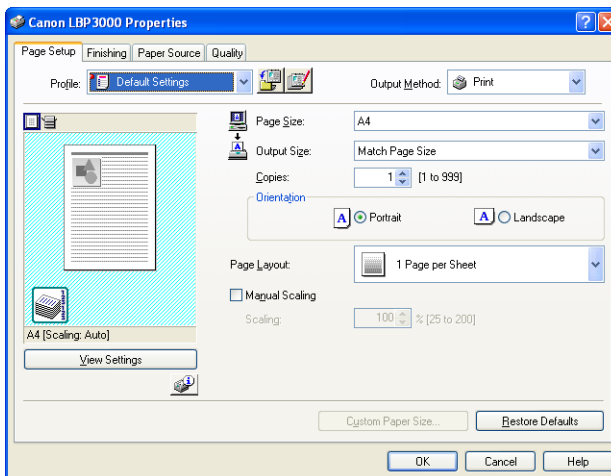 Canon LBP3000 Properties
Page Setup Finishing Paper Source Quality
Profile: Default Settings Output Method: Print
Page Size: A4
Output Size: Match Page Size
Copies: 1 [1 to 999]
Orientation
A Portrait A Landscape
Page Layout: 1 Page per Sheet
Manual Scaling
Scaling: 100 % [25 to 200]
A4 [Scaling: Auto]
View Settings
Custom Paper Size... Restore Defaults
OK Cancel Help